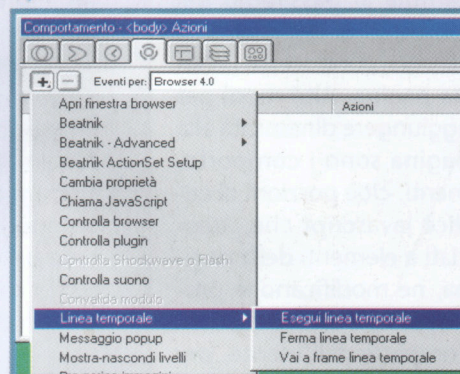 Comportamento - <body> Azioni
Eventi per: Browser 4.0
Azioni
Apri finestra browser
Beatnik
Beatnik - Advanced
Beatnik ActionSet Setup
Cambia proprietà
Chiama JavaScript
Controlla browser
Controlla plugin
Controlla Shockwave o Flash
Controlla suono
Convalida modulo
Linea temporale
Esegui linea temporale
Messaggio popup
Ferma linea temporale
Mostra-nascondi livelli
Vai a frame linea temporale